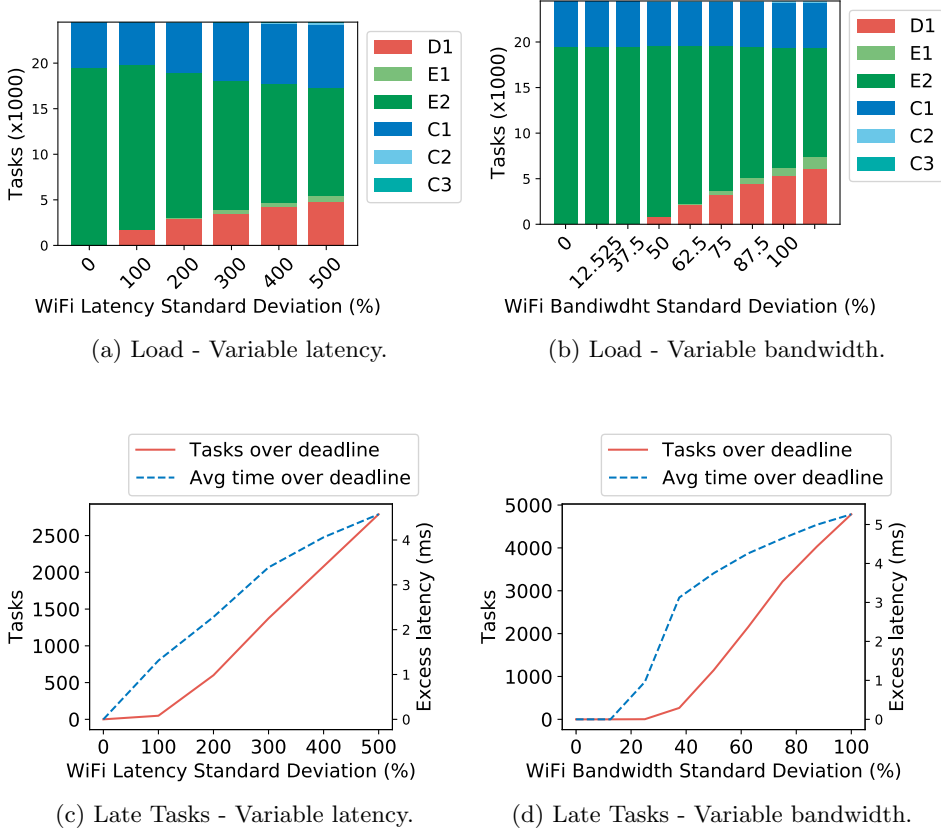 D1
E1
E2
C1
C2
C3
Tasks (x1000)
20
15
10
5
0
0 100 200 300 400 500
WiFi Latency Standard Deviation (%)
(a) Load - Variable latency.
D1
E1
E2
C1
C2
C3
Tasks (x1000)
20
15
10
5
0
0 12.5 25 37.5 50 62.5 75 87.5 100
WiFi Bandiwdht Standard Deviation (%)
(b) Load - Variable bandwidth.
Tasks over deadline
Avg time over deadline
Tasks
2500
2000
1500
1000
500
0
4
3
2
1
0
Excess latency (ms)
0 100 200 300 400 500
WiFi Latency Standard Deviation (%)
(c) Late Tasks - Variable latency.
Tasks over deadline
Avg time over deadline
Tasks
5000
4000
3000
2000
1000
0
5
4
3
2
1
0
Excess latency (ms)
0 20 40 60 80 100
WiFi Bandwidth Standard Deviation (%)
(d) Late Tasks - Variable bandwidth.